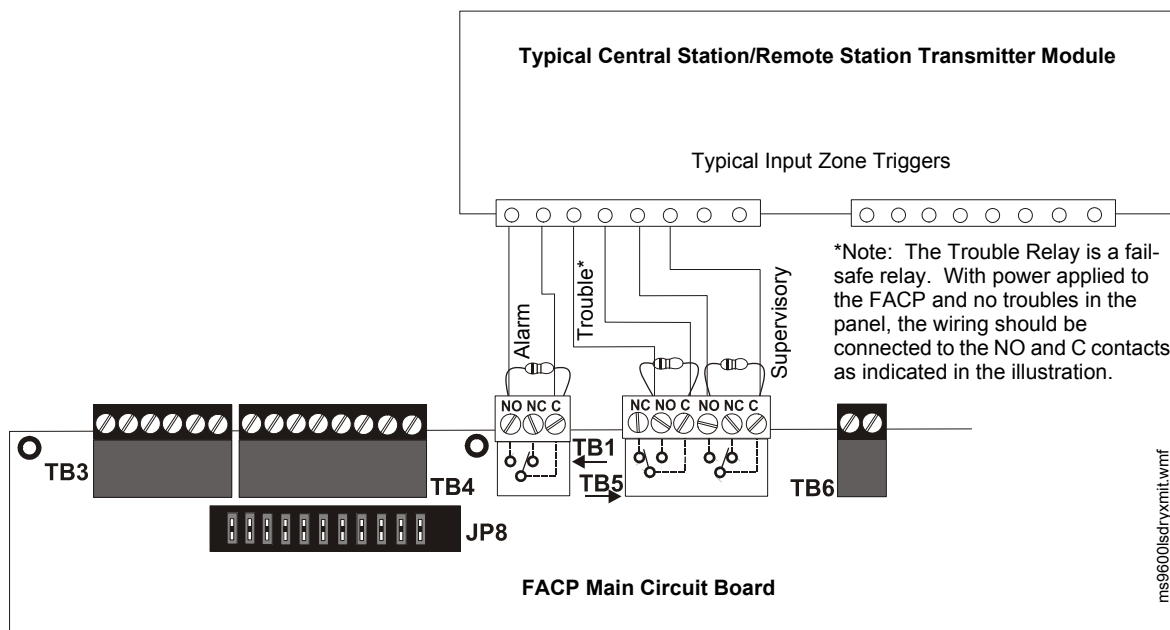 Typical Central Station/Remote Station Transmitter Module
Typical Input Zone Triggers
*Note: The Trouble Relay is a fail-
safe relay. With power applied to
the FACP and no troubles in the
panel, the wiring should be
connected to the NO and C contacts
as indicated in the illustration.
Alarm
Trouble*
Supervisory
NO NC C
NC NO C NO NC C
TB3
TB4
TB1
TB5
TB6
JP8
FACP Main Circuit Board
ms9600lsdryxmit.wmf